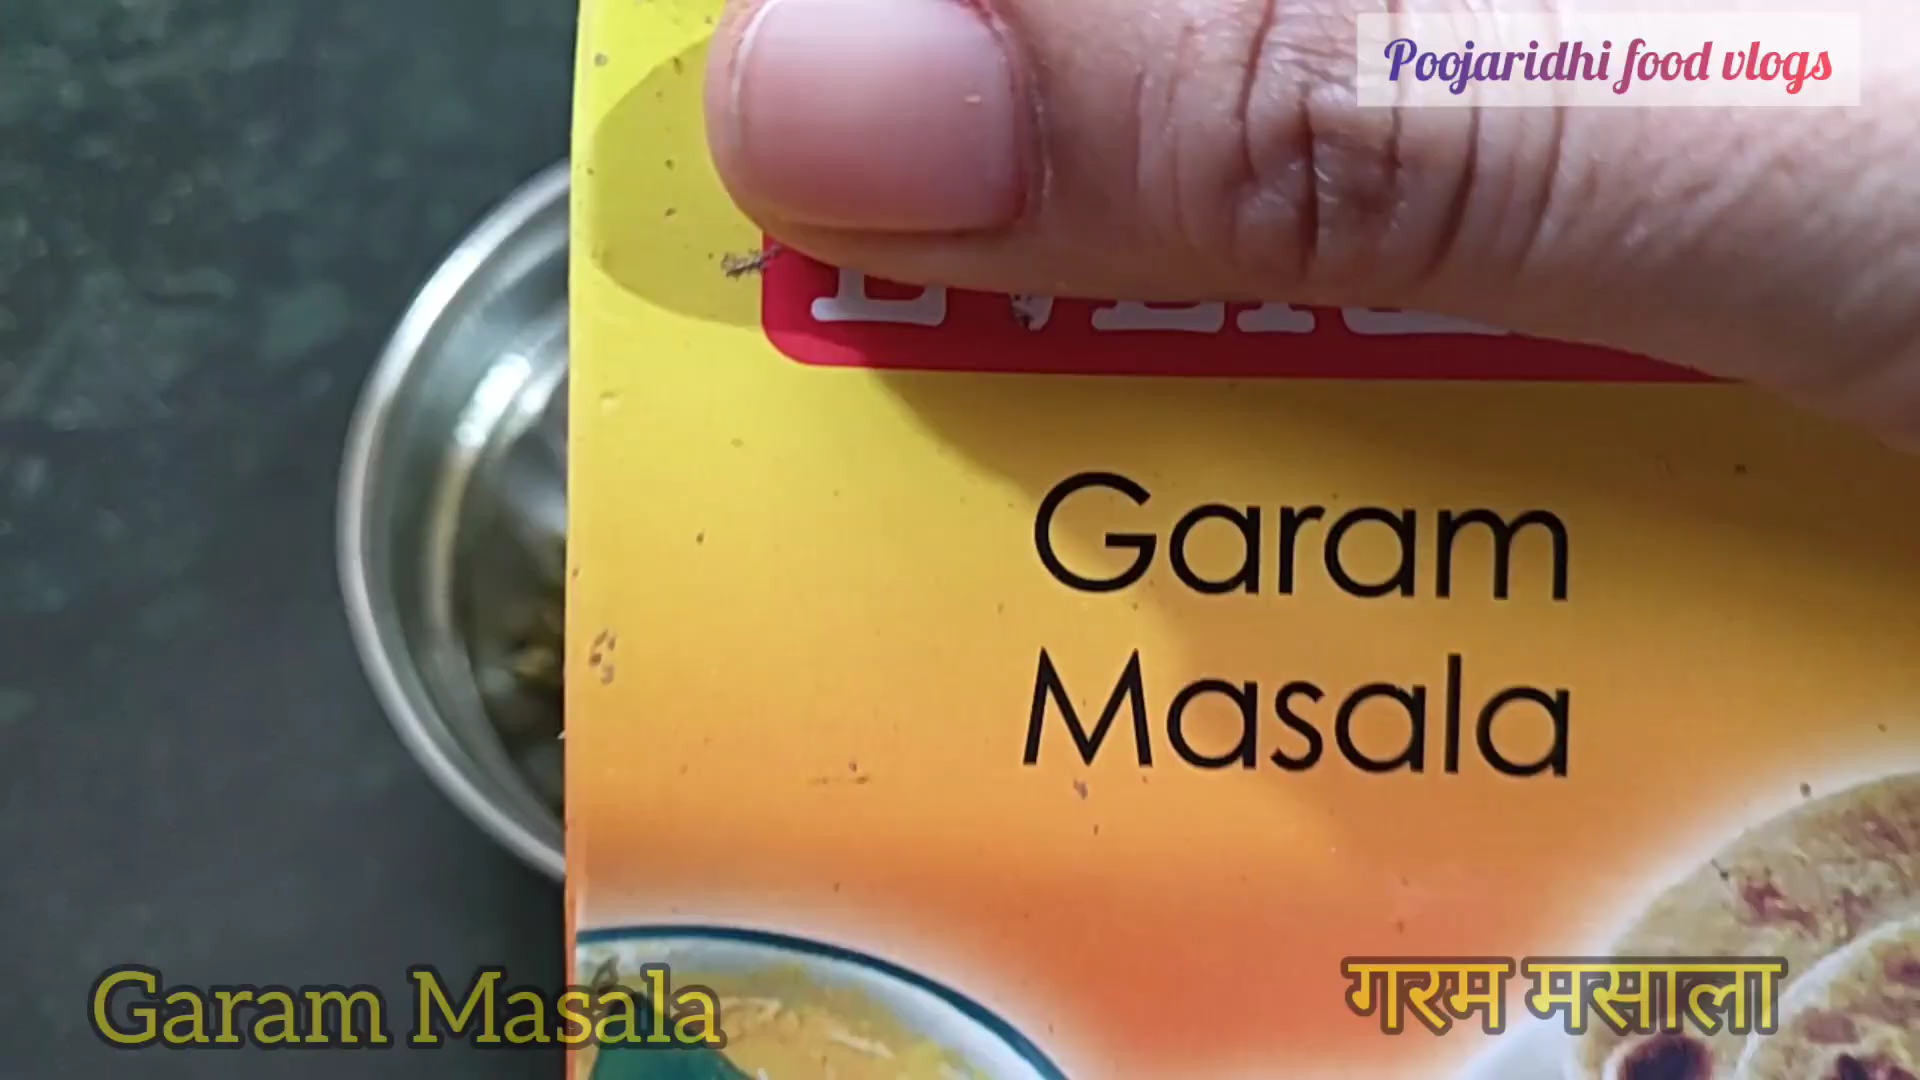 Poojaridhi food vlogs
Garam
Masala
Garam Masala
गरम मसाला